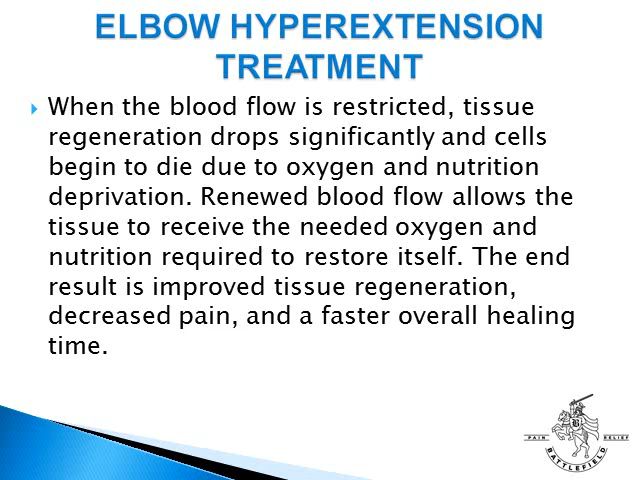 ELBOW HYPEREXTENSION
TREATMENT
When the blood flow is restricted, tissue
regeneration drops significantly and cells
begin to die due to oxygen and nutrition
deprivation. Renewed blood flow allows the
tissue to receive the needed oxygen and
nutrition required to restore itself. The end
result is improved tissue regeneration,
decreased pain, and a faster overall healing
time.
B
PAIN RELIEF
BATTLEFIELD